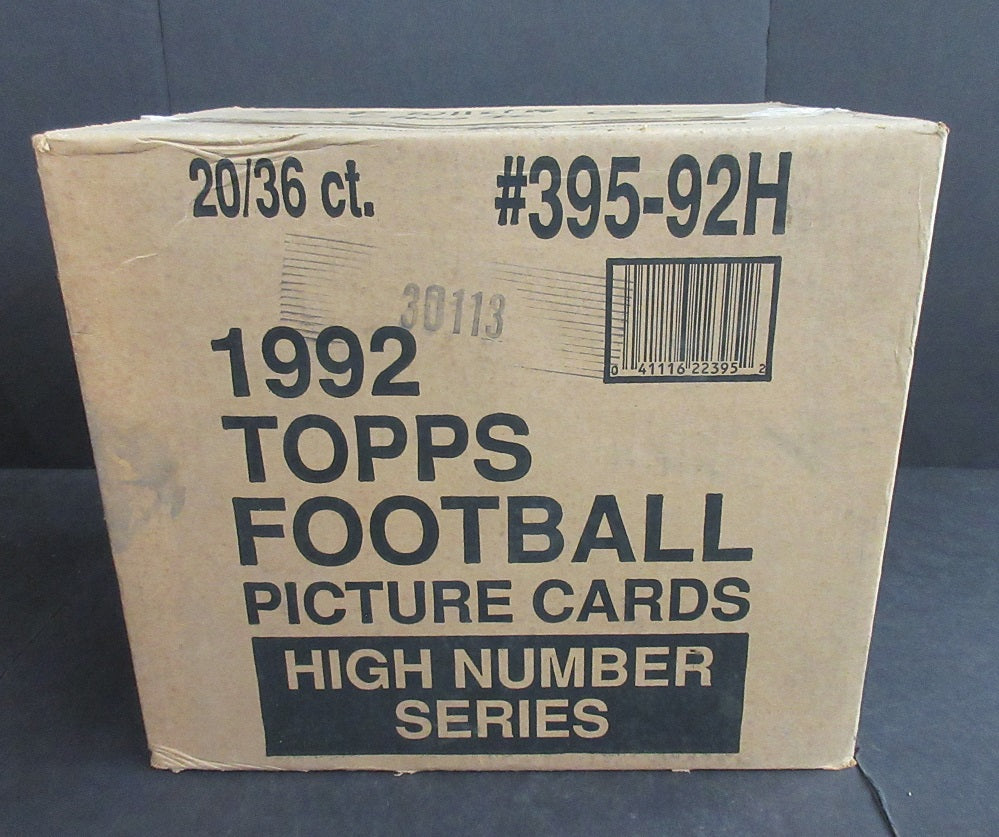 20/36 ct. #395-92H
30113
0 41116 22395 2
1992
TOPPS
FOOTBALL
PICTURE CARDS
HIGH NUMBER
SERIES